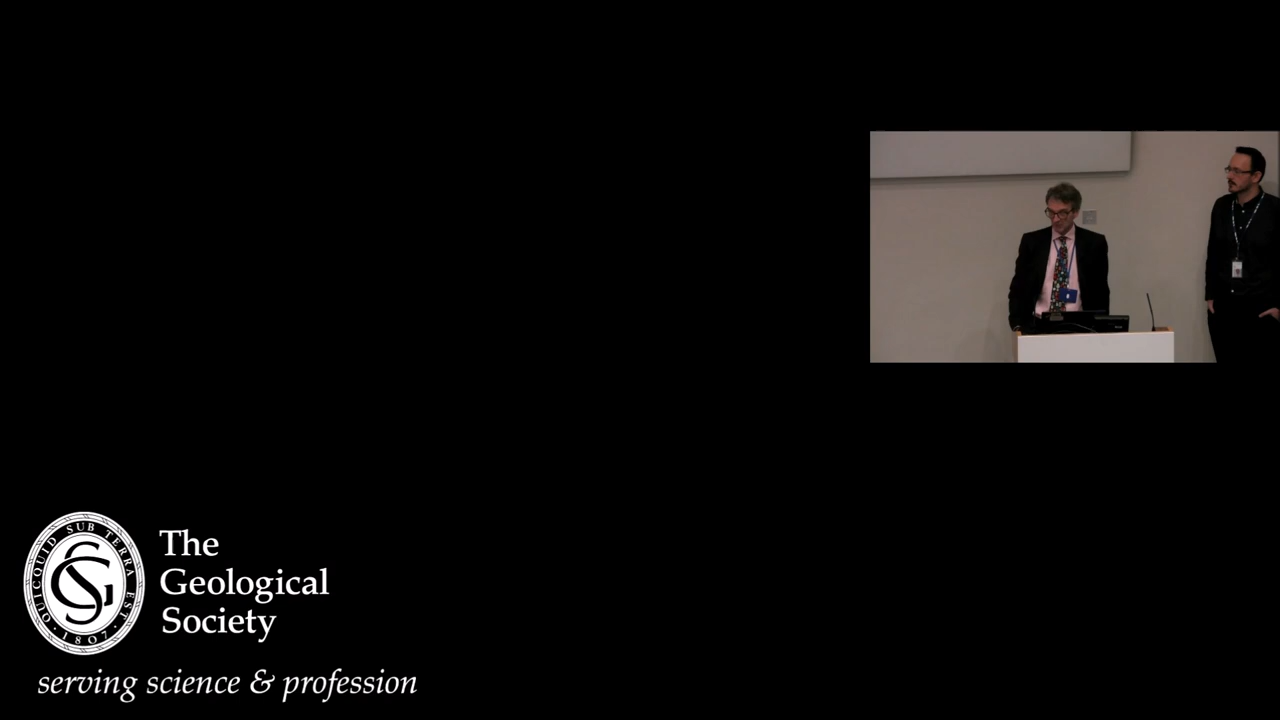 QUICQUID SUB TERRA EST
· 1807 ·
GS
The
Geological
Society
serving science & profession